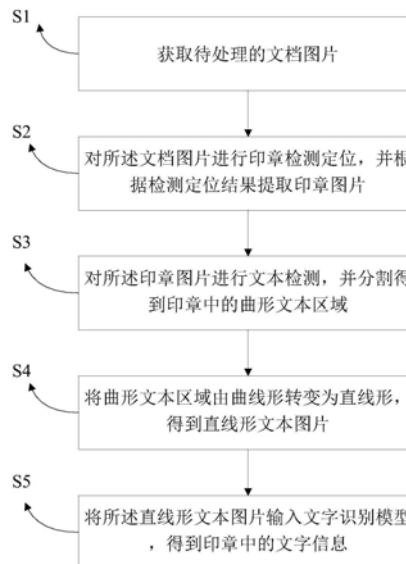 S1
获取待处理的文档图片
S2
对所述文档图片进行印章检测定位，并根
据检测定位结果提取印章图片
S3
对所述印章图片进行文本检测，并分割得
到印章中的曲形文本区域
S4
将曲形文本区域由曲线形转变为直线形，
得到直线形文本图片
S5
将所述直线形文本图片输入文字识别模型
，得到印章中的文字信息